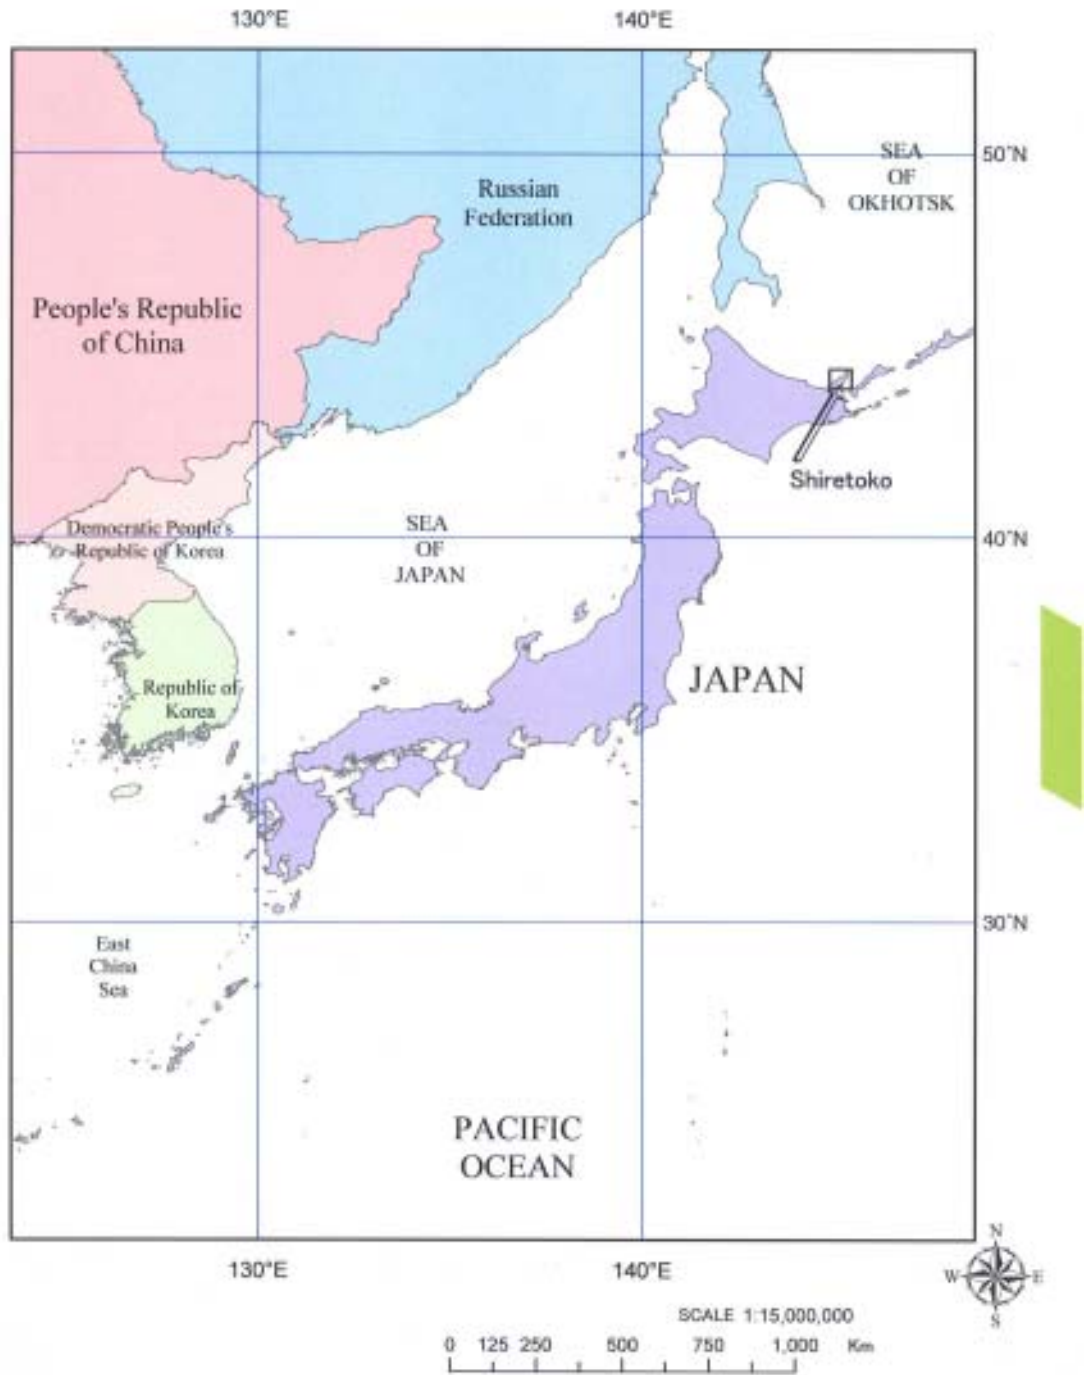 130°E 140°E
50°N
SEA
OF
OKHOTSK
Russian
Federation
People's Republic
of China
Shiretoko
Democratic People's
Republic of Korea
SEA
OF
JAPAN
40°N
JAPAN
Republic of
Korea
30°N
East
China
Sea
PACIFIC
OCEAN
130°E 140°E
N
W E
S
SCALE 1:15,000,000
0 125 250 500 750 1,000 Km